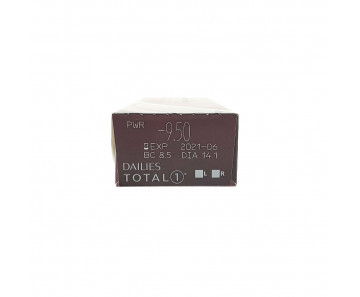 PWR -9.50
EXP 2021-06
BC 8.5 DIA 14.1
DAILIES
TOTAL 1 L R